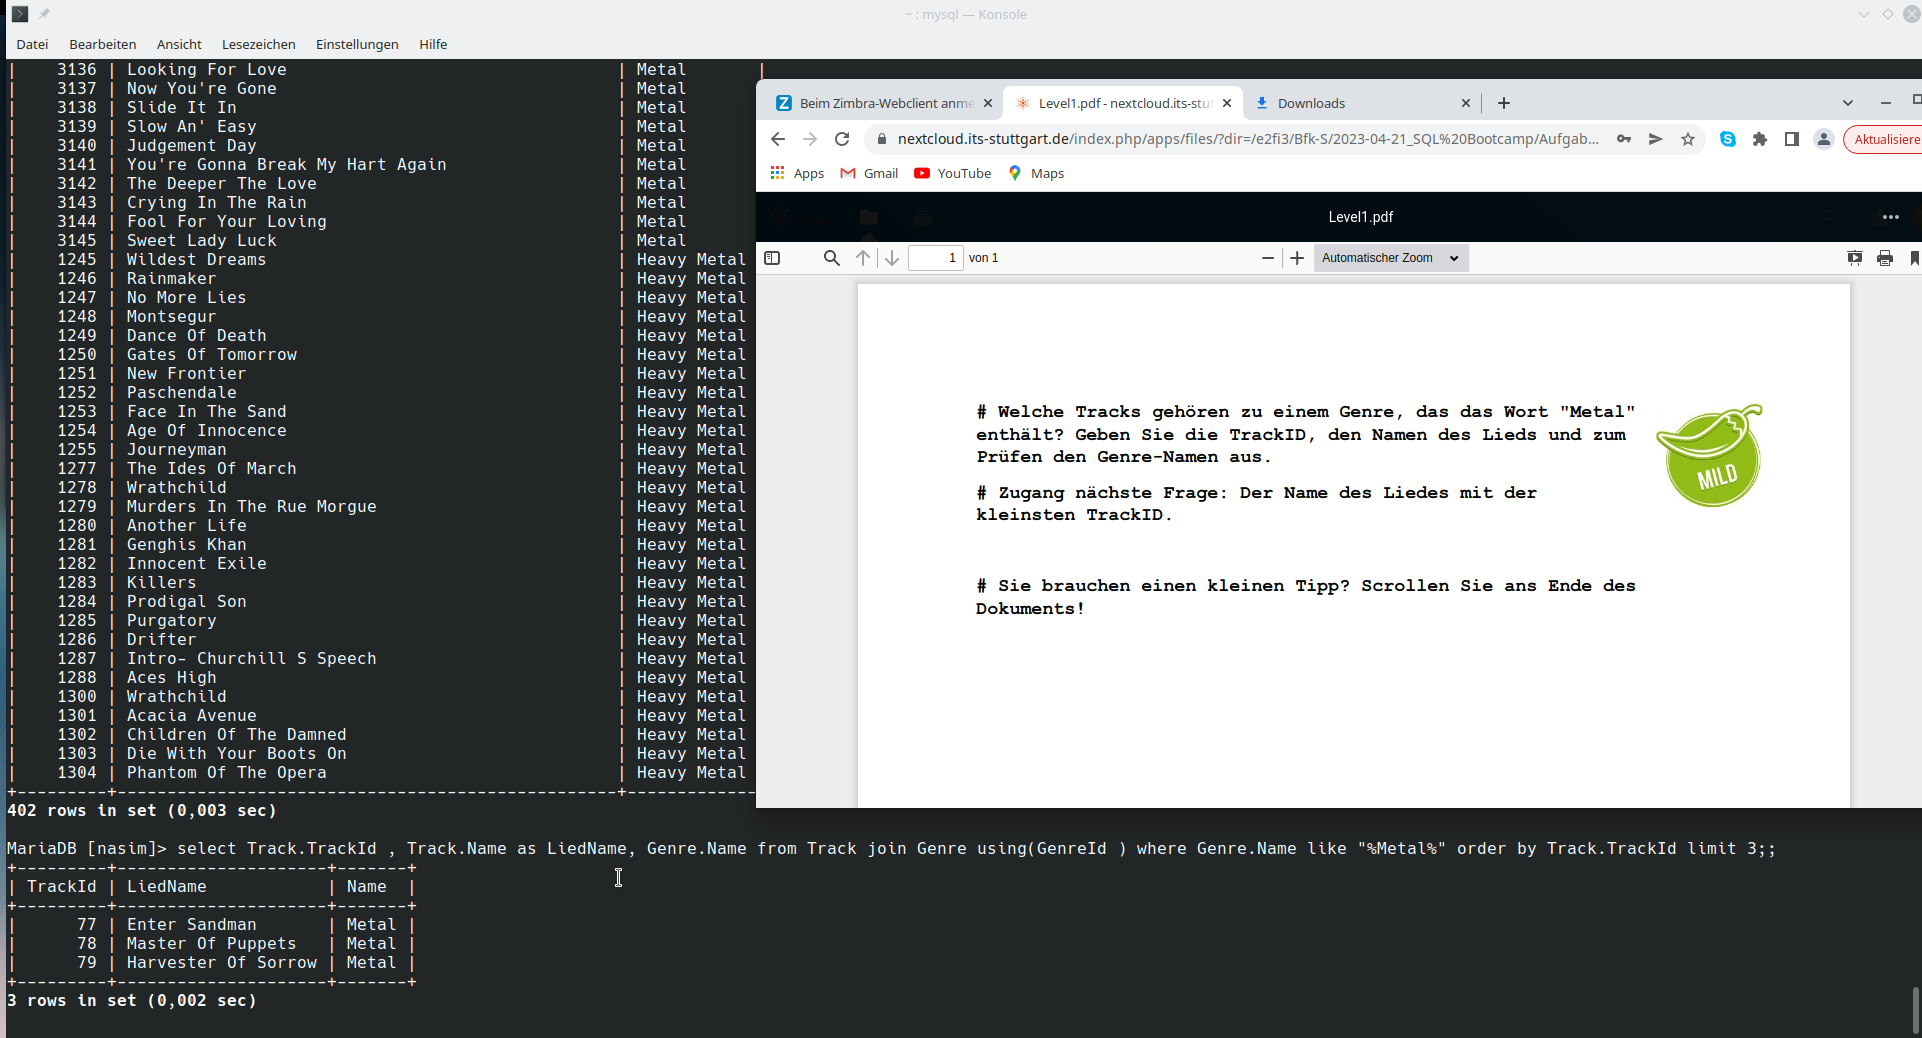 ~ : mysql — Konsole
Datei Bearbeiten Ansicht Lesezeichen Einstellungen Hilfe
| 3136 | Looking For Love | Metal |
| 3137 | Now You're Gone | Metal
| 3138 | Slide It In | Metal
| 3139 | Slow An' Easy | Metal
| 3140 | Judgement Day | Metal
| 3141 | You're Gonna Break My Hart Again | Metal
| 3142 | The Deeper The Love | Metal
| 3143 | Crying In The Rain | Metal
| 3144 | Fool For Your Loving | Metal
| 3145 | Sweet Lady Luck | Metal
| 1245 | Wildest Dreams | Heavy Metal
| 1246 | Rainmaker | Heavy Metal
| 1247 | No More Lies | Heavy Metal
| 1248 | Montsegur | Heavy Metal
| 1249 | Dance Of Death | Heavy Metal
| 1250 | Gates Of Tomorrow | Heavy Metal
| 1251 | New Frontier | Heavy Metal
| 1252 | Paschendale | Heavy Metal
| 1253 | Face In The Sand | Heavy Metal
| 1254 | Age Of Innocence | Heavy Metal
| 1255 | Journeyman | Heavy Metal
| 1277 | The Ides Of March | Heavy Metal
| 1278 | Wrathchild | Heavy Metal
| 1279 | Murders In The Rue Morgue | Heavy Metal
| 1280 | Another Life | Heavy Metal
| 1281 | Genghis Khan | Heavy Metal
| 1282 | Innocent Exile | Heavy Metal
| 1283 | Killers | Heavy Metal
| 1284 | Prodigal Son | Heavy Metal
| 1285 | Purgatory | Heavy Metal
| 1286 | Drifter | Heavy Metal
| 1287 | Intro- Churchill S Speech | Heavy Metal
| 1288 | Aces High | Heavy Metal
| 1300 | Wrathchild | Heavy Metal
| 1301 | Acacia Avenue | Heavy Metal
| 1302 | Children Of The Damned | Heavy Metal
| 1303 | Die With Your Boots On | Heavy Metal
| 1304 | Phantom Of The Opera | Heavy Metal
+---------+--------------------------------------------------+-------------
402 rows in set (0,003 sec)
MariaDB [nasim]> select Track.TrackId , Track.Name as LiedName, Genre.Name from Track join Genre using(GenreId ) where Genre.Name like "%Metal%" order by Track.TrackId limit 3;;
+---------+---------------------+-------+
| TrackId | LiedName | Name |
+---------+---------------------+-------+
| 77 | Enter Sandman | Metal |
| 78 | Master Of Puppets | Metal |
| 79 | Harvester Of Sorrow | Metal |
+---------+---------------------+-------+
3 rows in set (0,002 sec)
Z Beim Zimbra-Webclient anme
Level1.pdf - nextcloud.its-stut
Downloads
nextcloud.its-stuttgart.de/index.php/apps/files/?dir=/e2fi3/Bfk-S/2023-04-21_SQL%20Bootcamp/Aufgab...
Aktualisiere
Apps Gmail YouTube Maps
Level1.pdf
1 von 1 Automatischer Zoom
# Welche Tracks gehören zu einem Genre, das das Wort "Metal"
enthält? Geben Sie die TrackID, den Namen des Lieds und zum
Prüfen den Genre-Namen aus.
# Zugang nächste Frage: Der Name des Liedes mit der
kleinsten TrackID.
MILD
# Sie brauchen einen kleinen Tipp? Scrollen Sie ans Ende des
Dokuments!